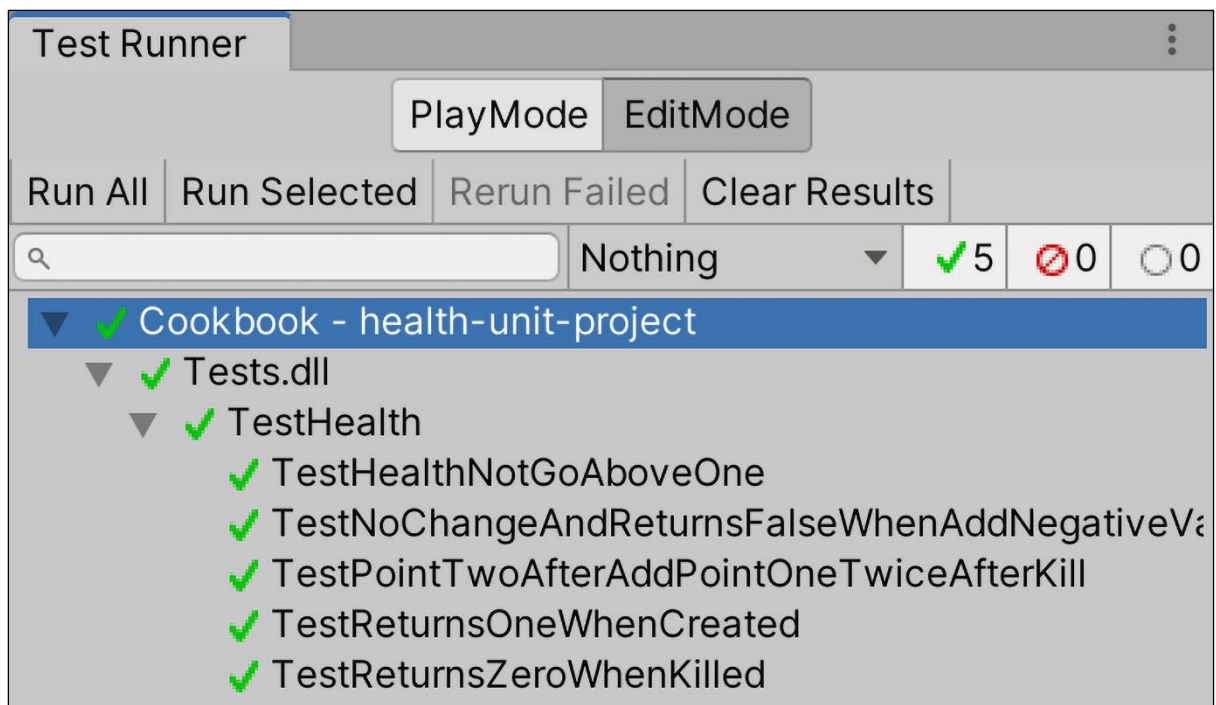 Test Runner
PlayMode EditMode
Run All Run Selected Rerun Failed Clear Results
Nothing 5 0 0
Cookbook - health-unit-project
Tests.dll
TestHealth
TestHealthNotGoAboveOne
TestNoChangeAndReturnsFalseWhenAddNegativeVa
TestPointTwoAfterAddPointOneTwiceAfterKill
TestReturnsOneWhenCreated
TestReturnsZeroWhenKilled